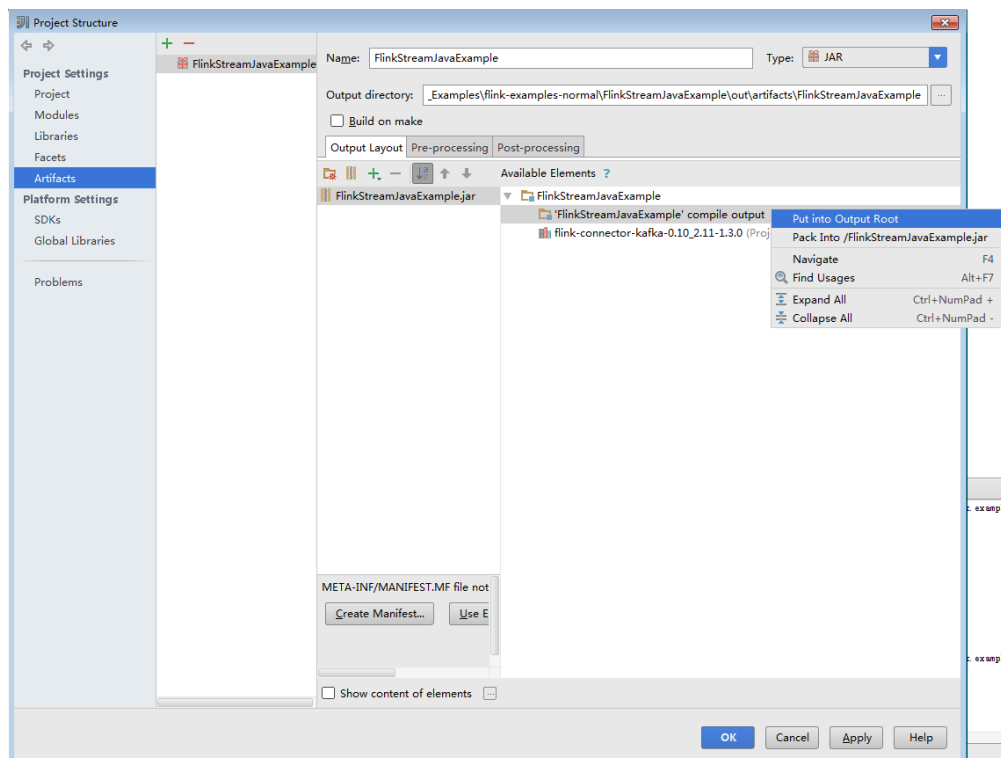 Project Structure
Project Settings
Project
Modules
Libraries
Facets
Artifacts
Platform Settings
SDKs
Global Libraries
Problems
FlinkStreamJavaExample
Name: FlinkStreamJavaExample
Type: JAR
Output directory: _Examples\flink-examples-normal\FlinkStreamJavaExample\out\artifacts\FlinkStreamJavaExample ...
Build on make
Output Layout Pre-processing Post-processing
Available Elements ?
FlinkStreamJavaExample.jar
FlinkStreamJavaExample
'FlinkStreamJavaExample' compile output
flink-connector-kafka-0.10_2.11-1.3.0 (Proj
Put into Output Root
Pack Into /FlinkStreamJavaExample.jar
Navigate F4
Find Usages Alt+F7
Expand All Ctrl+NumPad +
Collapse All Ctrl+NumPad -
META-INF/MANIFEST.MF file not
Create Manifest... Use E
Show content of elements ...
OK Cancel Apply Help
. examp
. examp